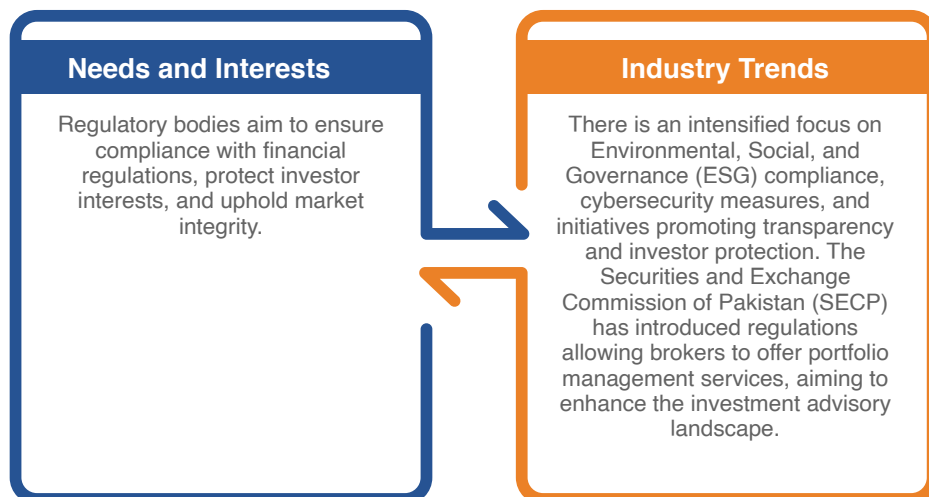 Needs and Interests
Regulatory bodies aim to ensure
compliance with financial
regulations, protect investor
interests, and uphold market
integrity.
Industry Trends
There is an intensified focus on
Environmental, Social, and
Governance (ESG) compliance,
cybersecurity measures, and
initiatives promoting transparency
and investor protection. The
Securities and Exchange
Commission of Pakistan (SECP)
has introduced regulations
allowing brokers to offer portfolio
management services, aiming to
enhance the investment advisory
landscape.